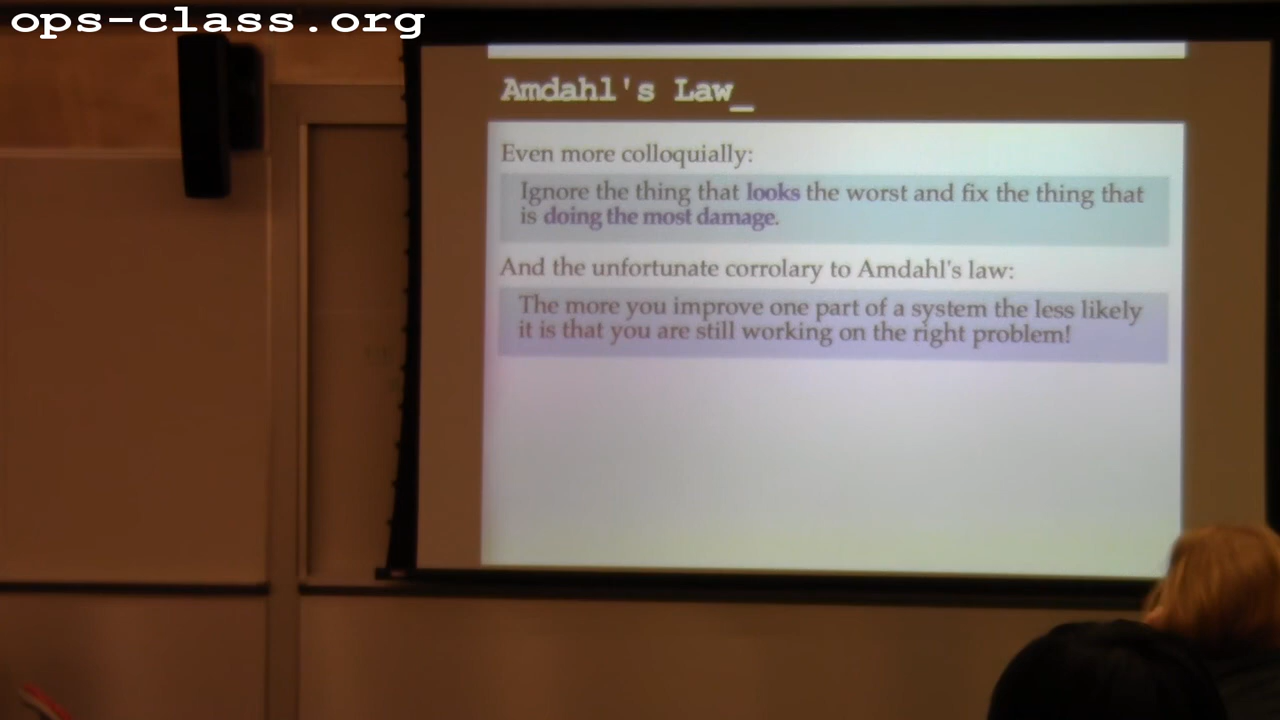 ops-class.org
Amdahl's Law_
Even more colloquially:
Ignore the thing that looks the worst and fix the thing that
is doing the most damage.
And the unfortunate corrolary to Amdahl's law:
The more you improve one part of a system the less likely
it is that you are still working on the right problem!